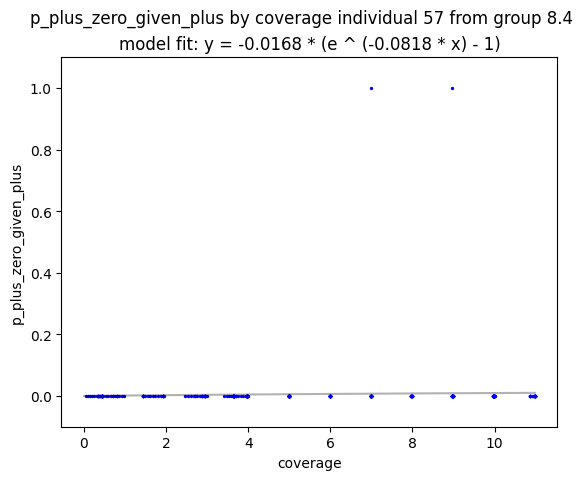 p_plus_zero_given_plus by coverage individual 57 from group 8.4
model fit: y = -0.0168 * (e ^ (-0.0818 * x) - 1)
1.0
0.8
0.6
0.4
0.2
0.0
p_plus_zero_given_plus
0 2 4 6 8 10
coverage